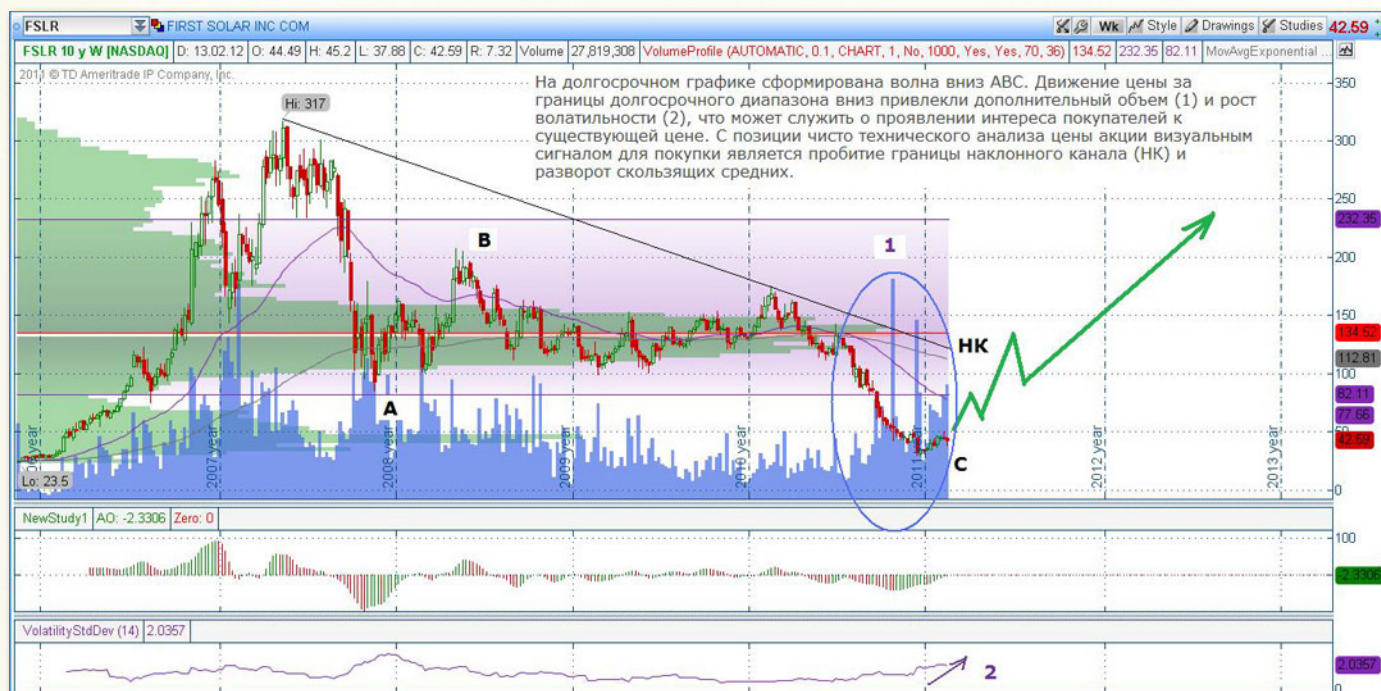 FSLR FIRST SOLAR INC COM Wk Style Drawings Studies 42.59
FSLR 10 y W [NASDAQ] D: 13.02.12 O: 44.49 H: 45.2 L: 37.88 C: 42.59 R: 7.32 Volume 27,819,308 VolumeProfile (AUTOMATIC, 0.1, CHART, 1, No, 1000, Yes, Yes, 70, 36) 134.52 232.35 82.11 MovAvgExponential ...
2011 © TD Ameritrade IP Company, Inc.
На долгосрочном графике сформирована волна вниз ABC. Движение цены за
границы долгосрочного диапазона вниз привлекли дополнительный объем (1) и рост
волатильности (2), что может служить о проявлении интереса покупателей к
существующей цене. С позиции чисто технического анализа цены акции визуальным
сигналом для покупки является пробитие границы наклонного канала (НК) и
разворот скользящих средних.
350
Hi: 317
300
250
232.35
B
1
200
150
134.52
НК
112.81
100
82.11
A
77.66
50
42.59
C
Lo: 23.5
year
2007 year
2008 year
2009 year
2010 year
2011
2012 year
2013 year
0
NewStudy1 AO: -2.3306 Zero: 0
100
-2.3306
VolatilityStdDev (14) 2.0357
2.0357
2
0